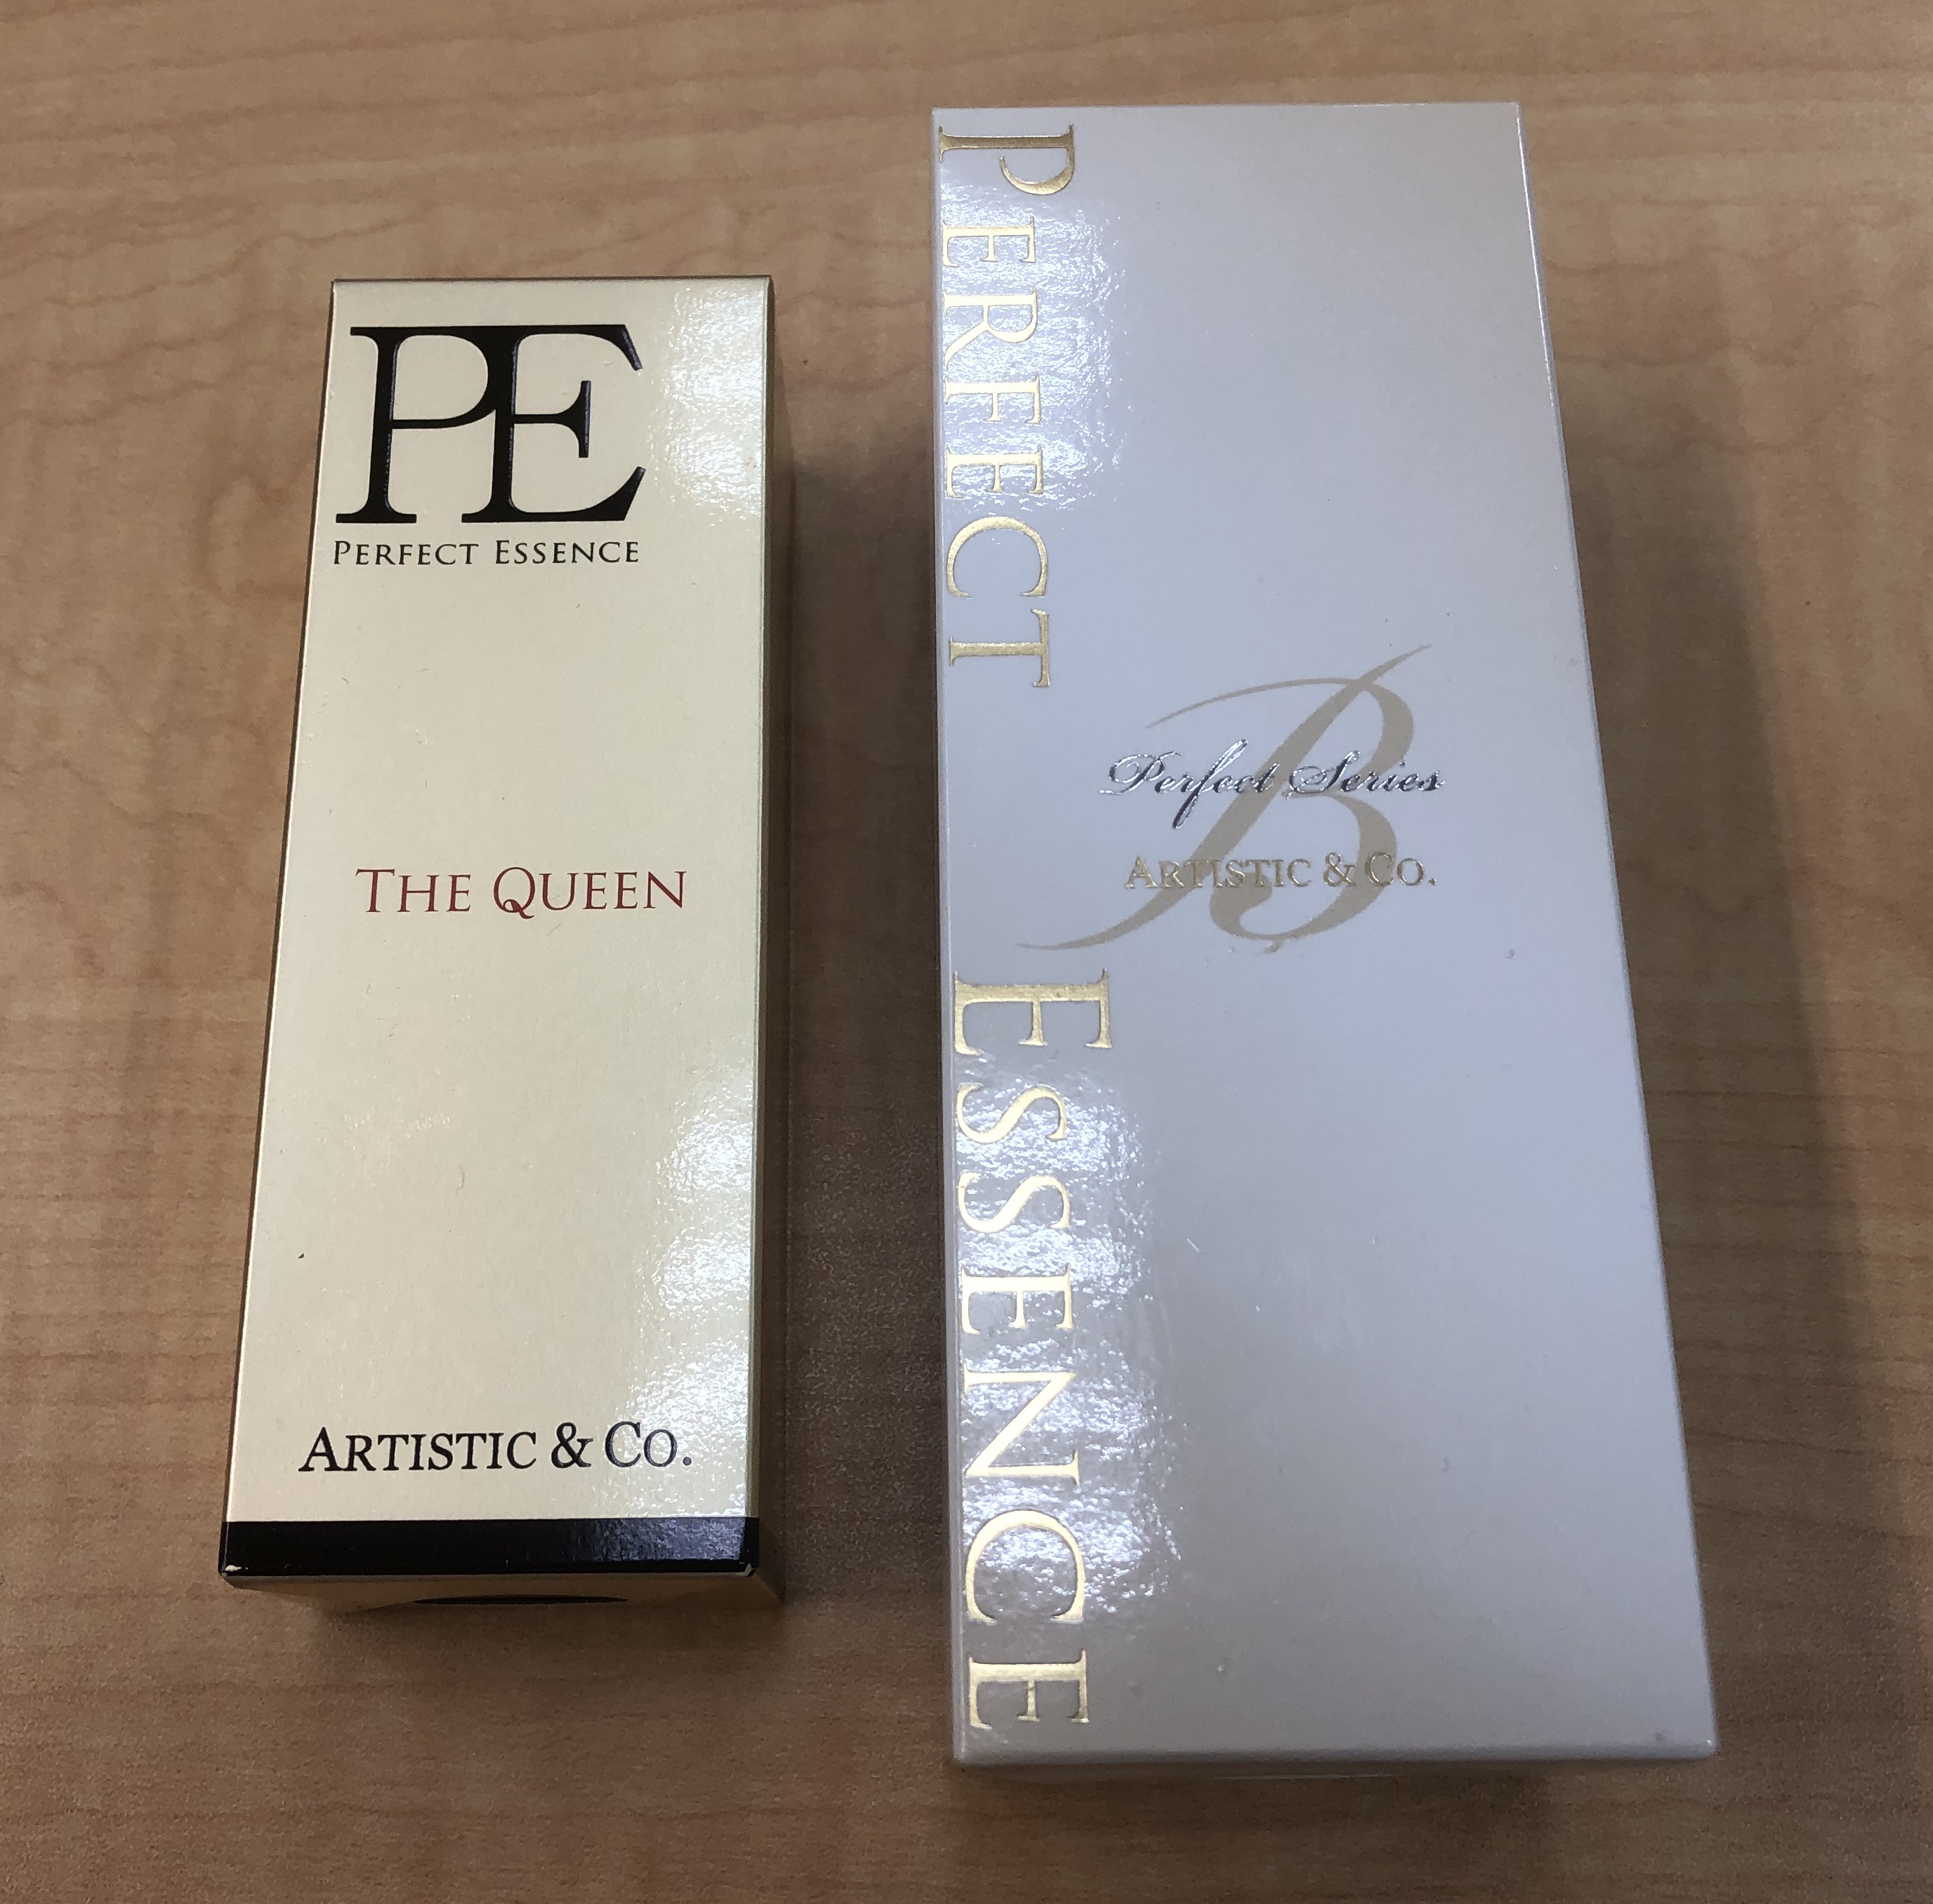 PE
PERFECT ESSENCE
THE QUEEN
ARTISTIC & CO.
PERFECT ESSENCE
B
Perfect Series
ARTISTIC & CO.